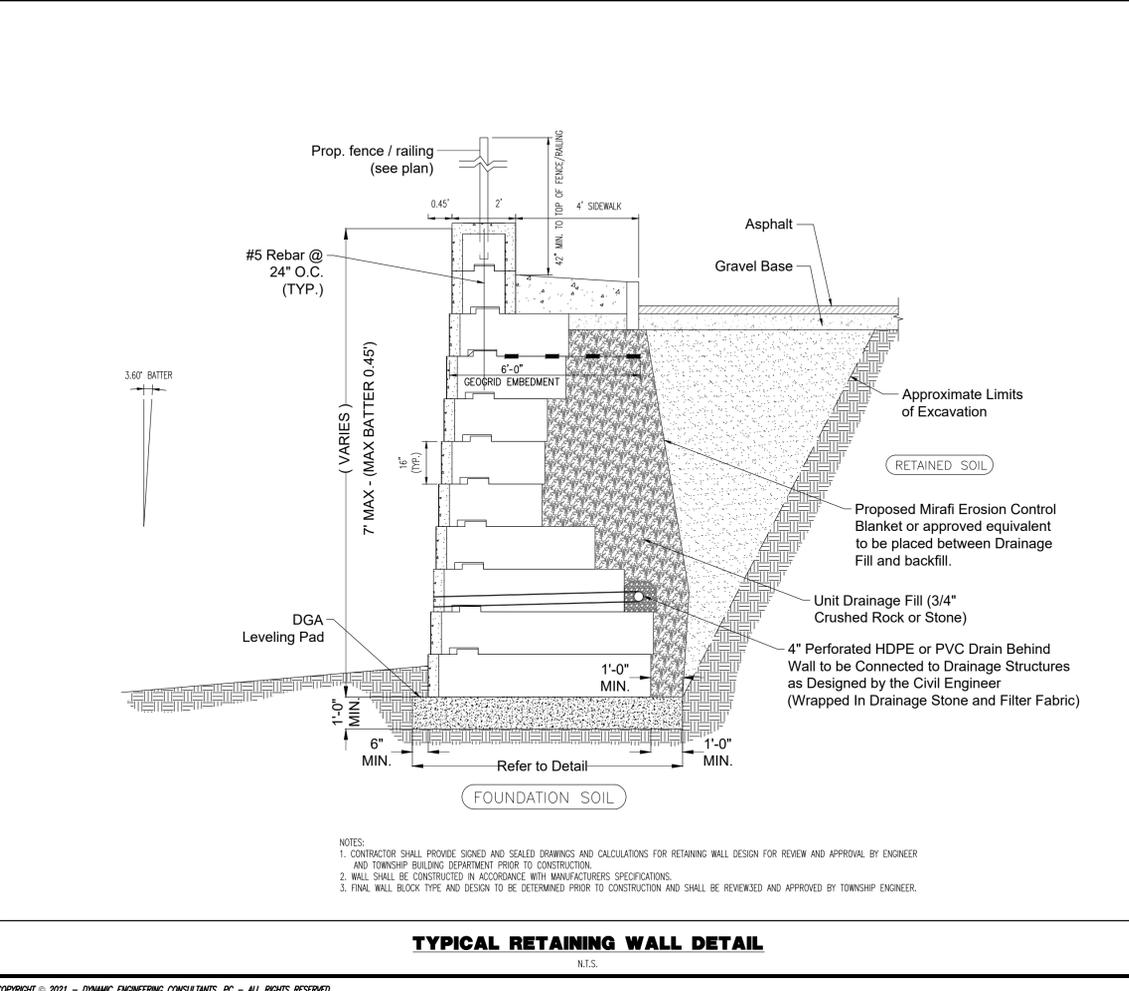 Prop. fence / railing
(see plan)
42" MIN. TO TOP OF FENCE/RAILING
0.45'
2'
4' SIDEWALK
Asphalt
Gravel Base
#5 Rebar @
24" O.C.
(TYP.)
3.60° BATTER
( VARIES )
7' MAX - (MAX BATTER 0.45')
6'-0"
GEOGRID EMBEDMENT
16"
(TYP.)
Approximate Limits
of Excavation
RETAINED SOIL
Proposed Mirafi Erosion Control
Blanket or approved equivalent
to be placed between Drainage
Fill and backfill.
Unit Drainage Fill (3/4"
Crushed Rock or Stone)
DGA
Leveling Pad
4" Perforated HDPE or PVC Drain Behind
Wall to be Connected to Drainage Structures
as Designed by the Civil Engineer
(Wrapped In Drainage Stone and Filter Fabric)
1'-0"
MIN.
1'-0"
MIN.
6"
MIN.
1'-0"
MIN.
Refer to Detail
FOUNDATION SOIL
NOTES:
1. CONTRACTOR SHALL PROVIDE SIGNED AND SEALED DRAWINGS AND CALCULATIONS FOR RETAINING WALL DESIGN FOR REVIEW AND APPROVAL BY ENGINEER
AND TOWNSHIP BUILDING DEPARTMENT PRIOR TO CONSTRUCTION.
2. WALL SHALL BE CONSTRUCTED IN ACCORDANCE WITH MANUFACTURERS SPECIFICATIONS.
3. FINAL WALL BLOCK TYPE AND DESIGN TO BE DETERMINED PRIOR TO CONSTRUCTION AND SHALL BE REVIEW3ED AND APPROVED BY TOWNSHIP ENGINEER.
TYPICAL RETAINING WALL DETAIL
N.T.S.
COPYRIGHT © 2021 - DYNAMIC ENGINEERING CONSULTANTS, PC - ALL RIGHTS RESERVED